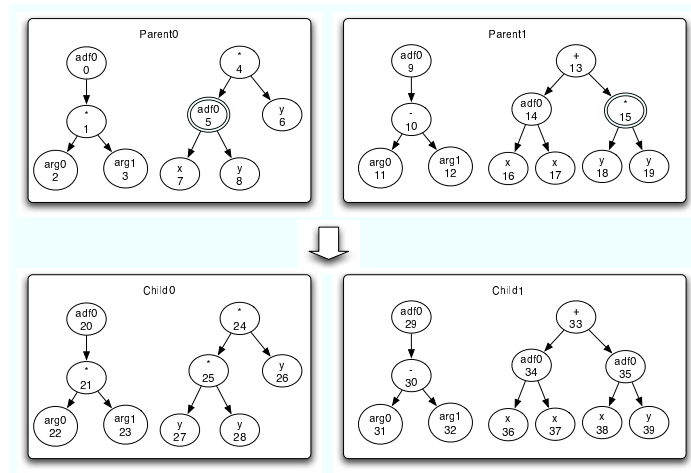 Parent0
adf0
0
*
1
arg0
2
arg1
3
*
4
adf0
5
y
6
x
7
y
8
Parent1
adf0
9
-
10
arg0
11
arg1
12
+
13
adf0
14
*
15
x
16
x
17
y
18
y
19
Child0
adf0
20
*
21
arg0
22
arg1
23
*
24
*
25
y
26
y
27
y
28
Child1
adf0
29
-
30
arg0
31
arg1
32
+
33
adf0
34
adf0
35
x
36
x
37
x
38
y
39